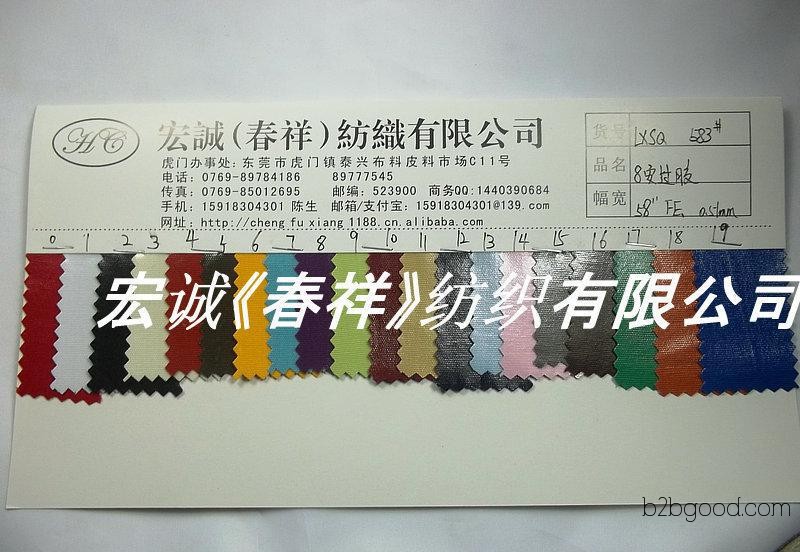 HC
宏誠(春祥)紡織有限公司
虎门办事处:东莞市虎门镇泰兴布料皮料市场C11号
电话:0769-89784186 89777545
传真:0769-85012695 邮编:523900 商务QQ:1440390684
手机:15918304301 陈生 邮箱/支付宝:15918304301@139.com
网址:http://cheng fu xiang 1188.cn.alibaba.com
货号 LXSQ 583#
品名 8安过胶
幅宽 58" FE 0.51mm
0 1 2 3 4 5 6 7 8 9 10 11 12 13 14 15 16 17 18 19
宏诚《春祥》纺织有限公司
b2bgood.com